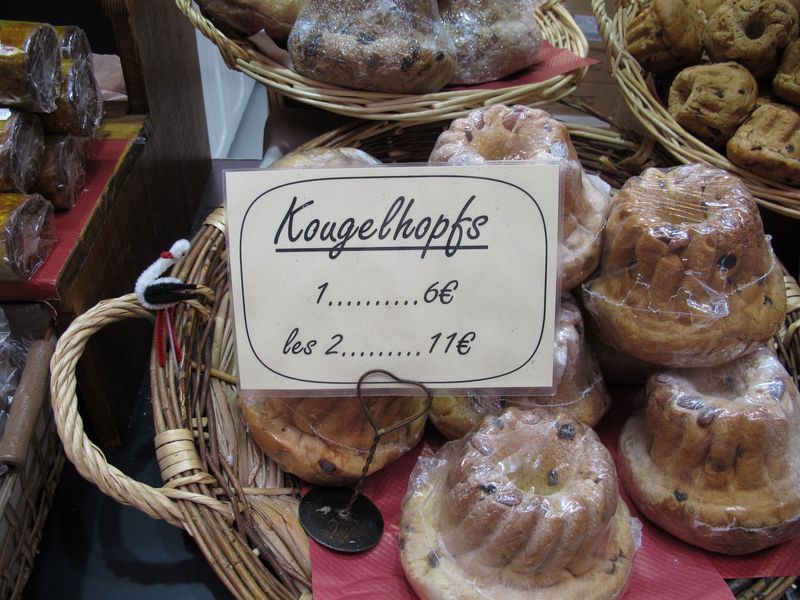 Kougelhopfs
1..........6€
les 2.........11€